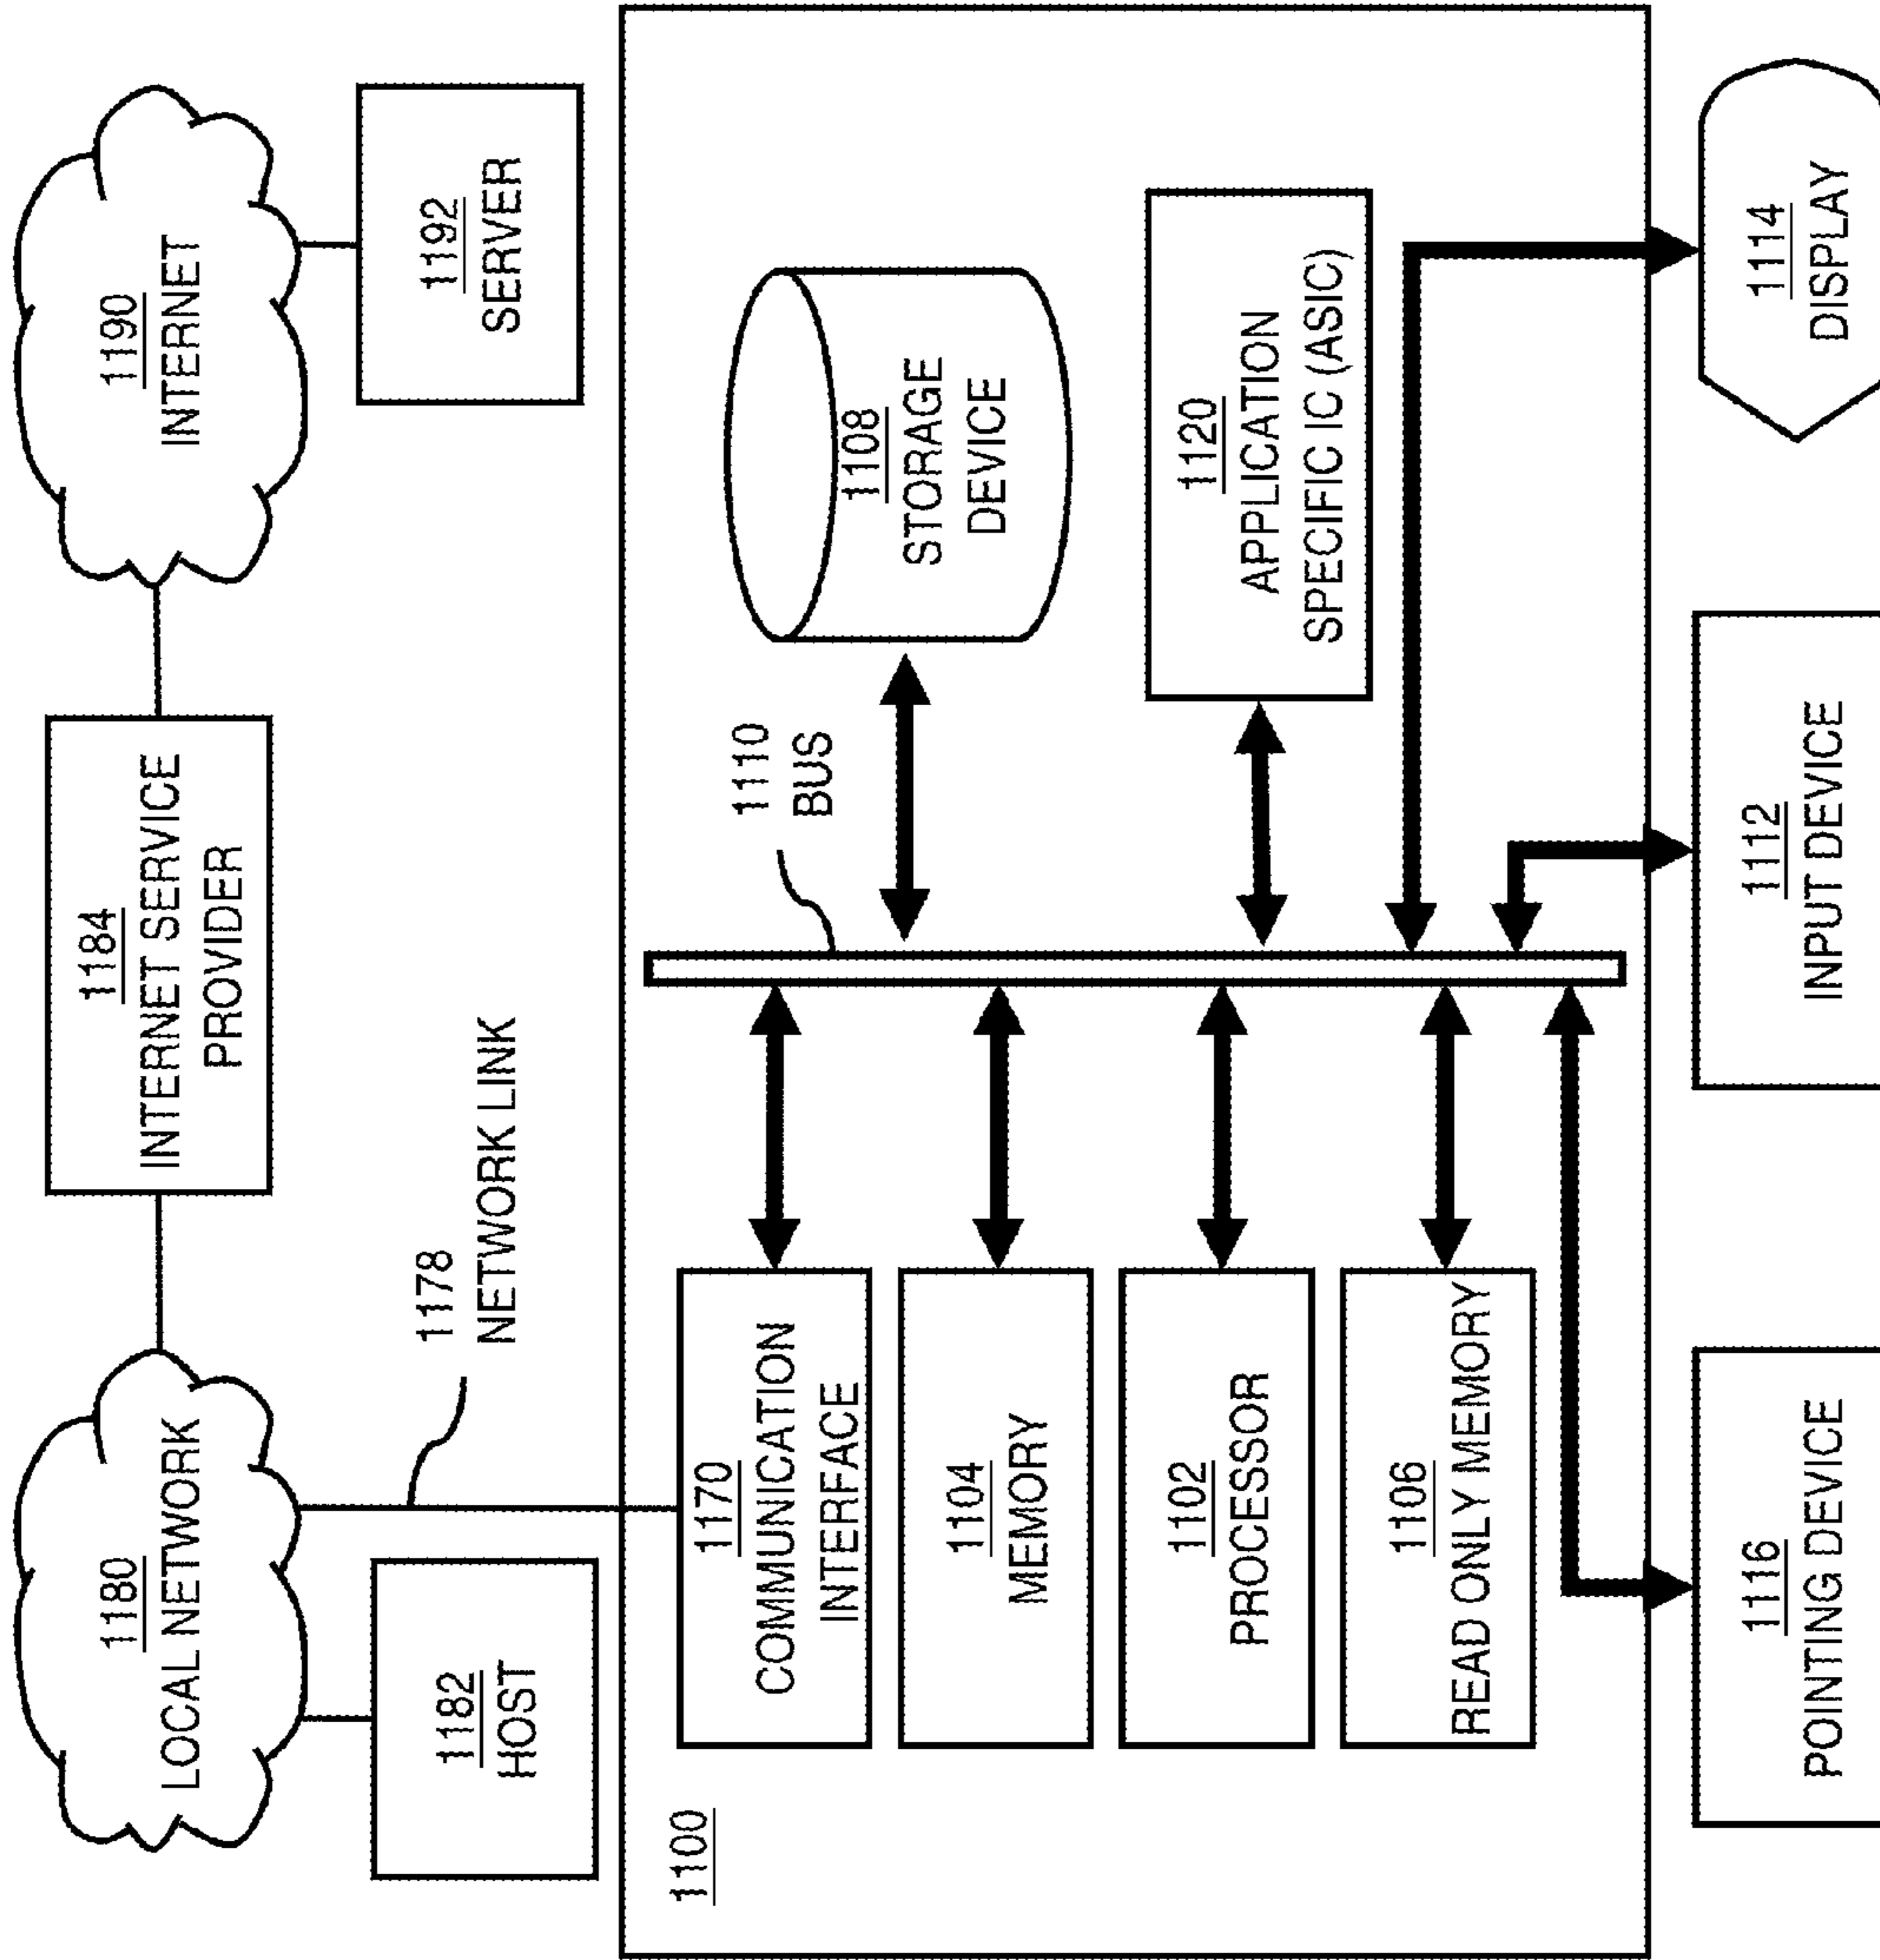 1180
LOCAL NETWORK
1184
INTERNET SERVICE
PROVIDER
1190
INTERNET
1182
HOST
1178
NETWORK LINK
1192
SERVER
1100
1170
COMMUNICATION
INTERFACE
1110
BUS
1108
STORAGE
DEVICE
1104
MEMORY
1102
PROCESSOR
1120
APPLICATION
SPECIFIC IC (ASIC)
1106
READ ONLY MEMORY
1116
POINTING DEVICE
1112
INPUT DEVICE
1114
DISPLAY